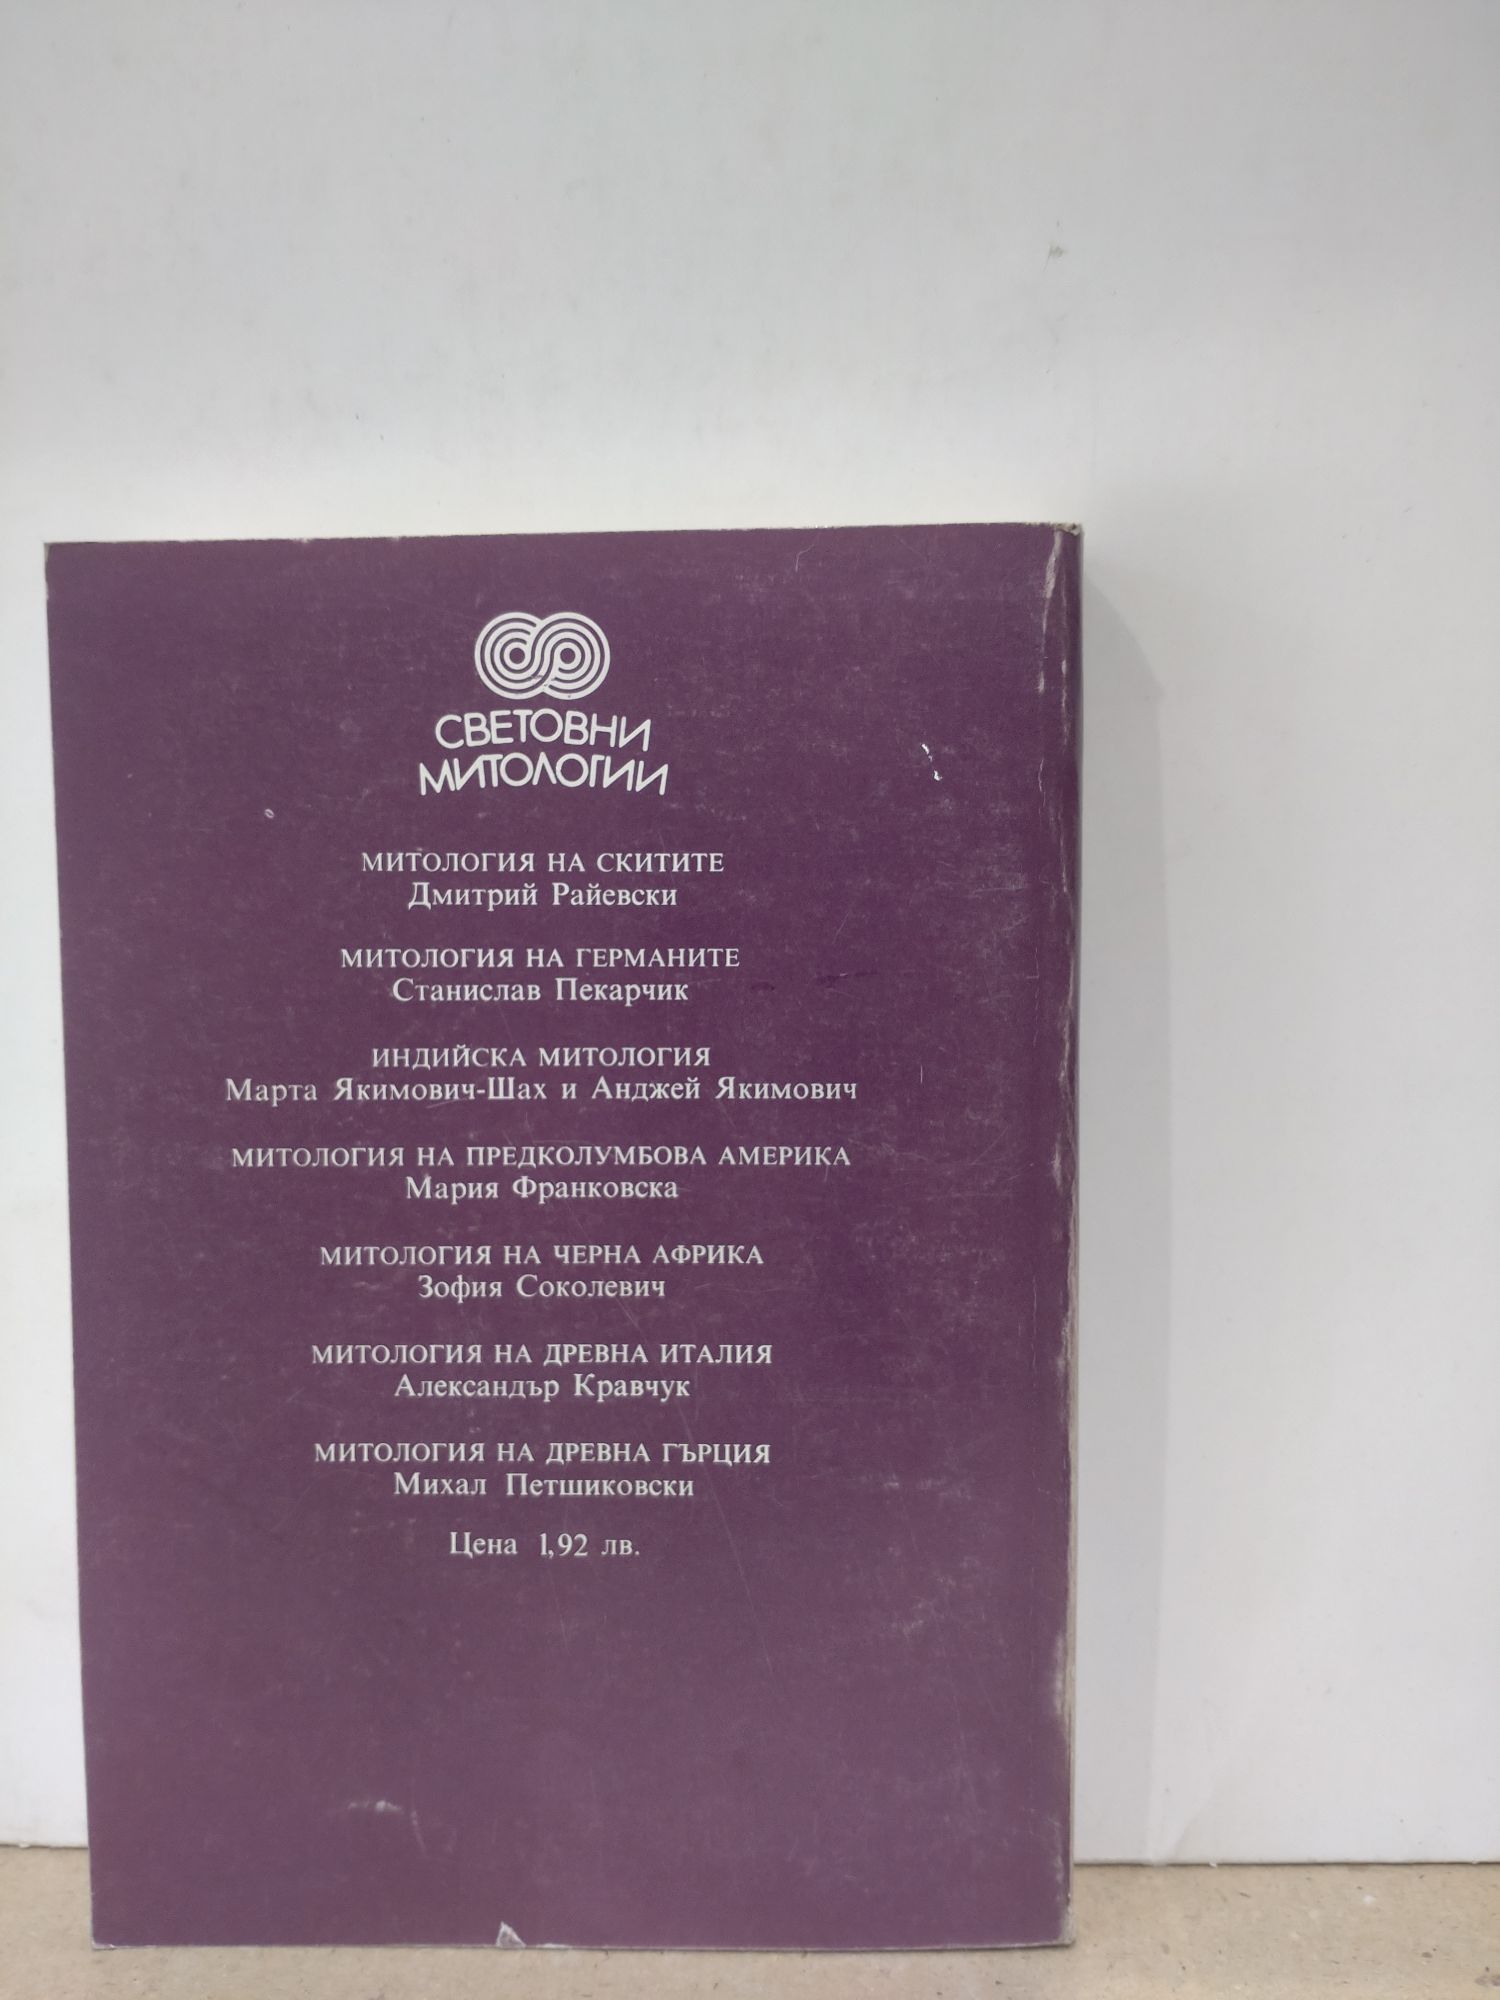 СВЕТОВНИ
МИТОЛОГИИ
МИТОЛОГИЯ НА СКИТИТЕ
Дмитрий Райевски
МИТОЛОГИЯ НА ГЕРМАНИТЕ
Станислав Пекарчик
ИНДИЙСКА МИТОЛОГИЯ
Марта Якимович-Шах и Анджей Якимович
МИТОЛОГИЯ НА ПРЕДКОЛУМБОВА АМЕРИКА
Мария Франковска
МИТОЛОГИЯ НА ЧЕРНА АФРИКА
Зофия Соколевич
МИТОЛОГИЯ НА ДРЕВНА ИТАЛИЯ
Александър Кравчук
МИТОЛОГИЯ НА ДРЕВНА ГЪРЦИЯ
Михал Петшиковски
Цена 1,92 лв.